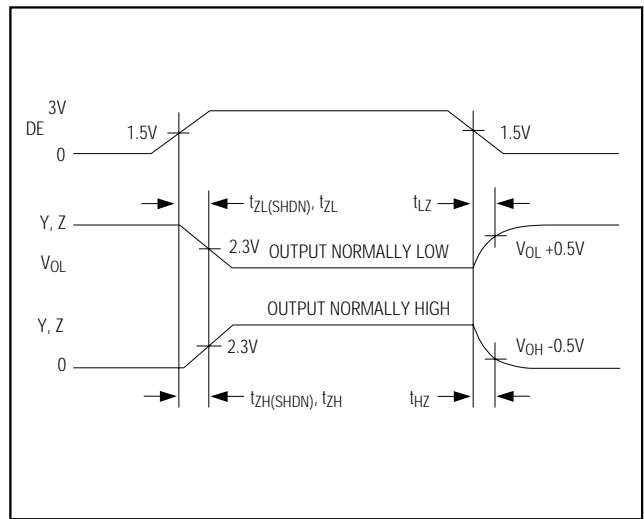 3V
DE
1.5V
1.5V
0
tZL(SHDN), tZL
tLZ
Y, Z
2.3V
OUTPUT NORMALLY LOW
VOL +0.5V
VOL
OUTPUT NORMALLY HIGH
Y, Z
2.3V
VOH -0.5V
0
tZH(SHDN), tZH
tHZ